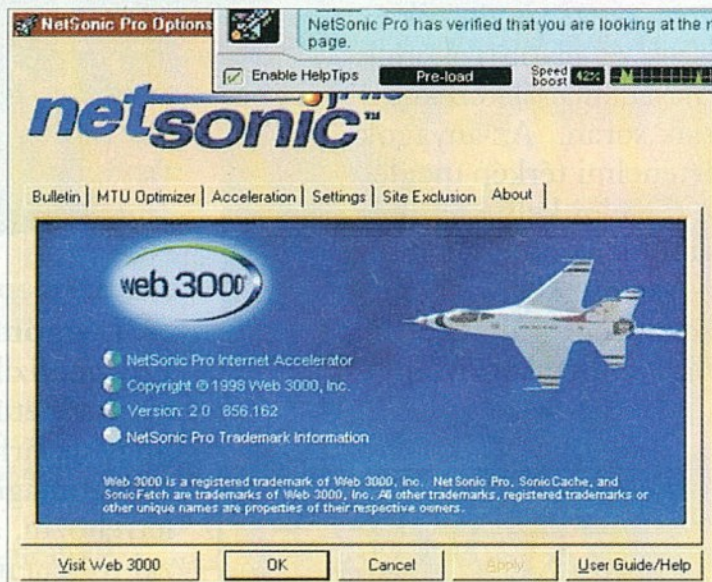 NetSonic Pro Options
NetSonic Pro has verified that you are looking at the
page.
Enable HelpTips
Pre-load
Speed
boost
42%
netsonic™
Bulletin
MTU Optimizer
Acceleration
Settings
Site Exclusion
About
web 3000
NetSonic Pro Internet Accelerator
Copyright © 1998 Web 3000, Inc.
Version: 2.0 856.162
NetSonic Pro Trademark Information
Web 3000 is a registered trademark of Web 3000, Inc. NetSonic Pro, SonicCache, and
SonicFetch are trademarks of Web 3000, Inc. All other trademarks, registered trademarks or
other unique names are properties of their respective owners.
Visit Web 3000
OK
Cancel
Apply
User Guide/Help